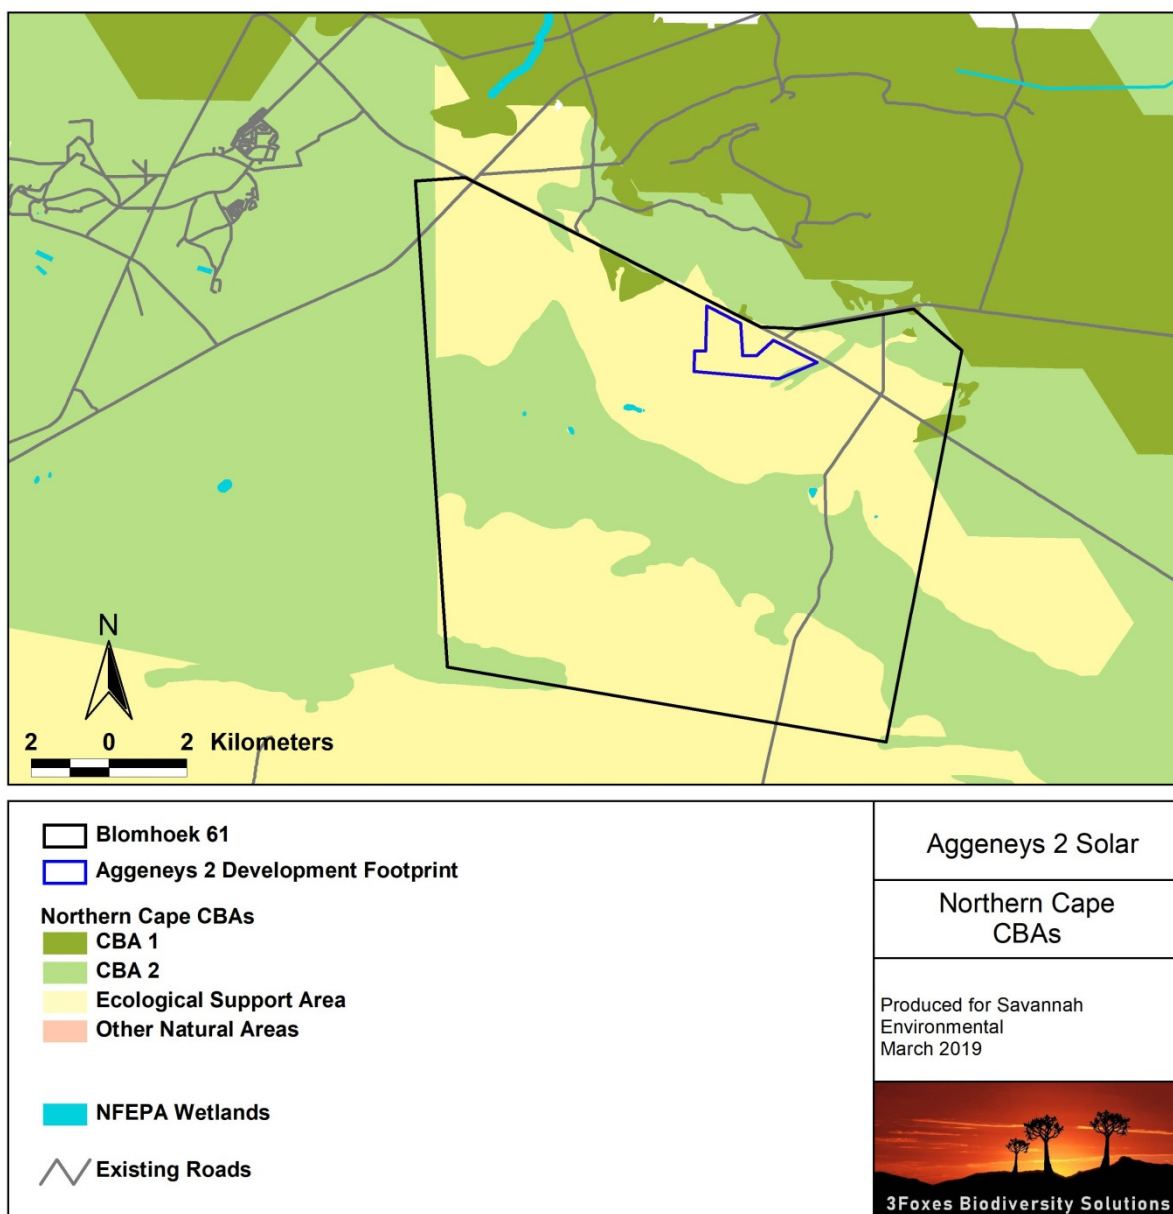 N
2 0 2 Kilometers
Blomhoek 61
Aggeneys 2 Development Footprint
Northern Cape CBAs
CBA 1
CBA 2
Ecological Support Area
Other Natural Areas
NFEPA Wetlands
Existing Roads
Aggeneys 2 Solar
Northern Cape
CBAs
Produced for Savannah
Environmental
March 2019
3Foxes Biodiversity Solutions